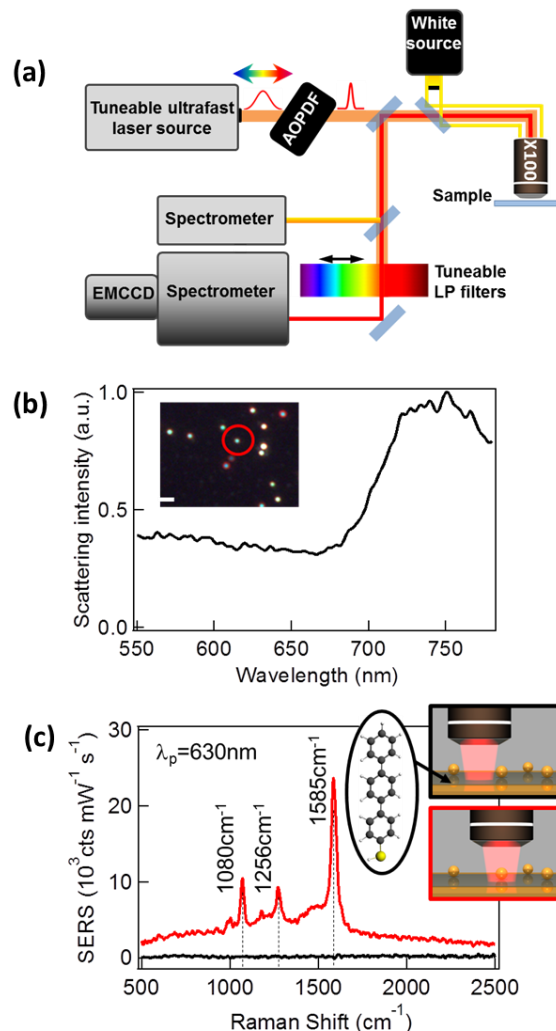 (a)
White
source
Tuneable ultrafast
laser source
AOPDF
X100
Sample
Spectrometer
EMCCD
Spectrometer
Tuneable
LP filters
(b)
Scattering intensity (a.u.)
1.0
0.5
0.0
550
600
650
700
750
Wavelength (nm)
(c)
SERS (10³ cts mW⁻¹ s⁻¹)
30
20
10
0
λp=630nm
1080cm⁻¹
1256cm⁻¹
1585cm⁻¹
500
1000
1500
2000
2500
Raman Shift (cm⁻¹)